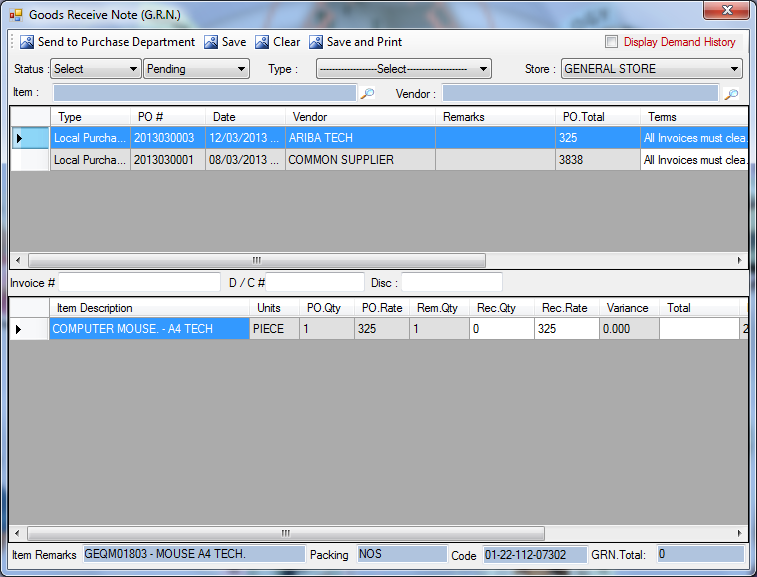 Goods Receive Note (G.R.N.)
Send to Purchase Department Save Clear Save and Print Display Demand History
Status : Select Pending Type : -------------------Select------------------- Store : GENERAL STORE
Item : Vendor :
Type PO # Date Vendor Remarks PO.Total Terms
Local Purcha... 2013030003 12/03/2013 ... ARIBA TECH 325 All Invoices must clea
Local Purcha... 2013030001 08/03/2013 ... COMMON SUPPLIER 3838 All Invoices must clea
Invoice # D / C # Disc :
Item Description Units PO.Qty PO.Rate Rem.Qty Rec.Qty Rec.Rate Variance Total
COMPUTER MOUSE. - A4 TECH PIECE 1 325 1 0 325 0.000 2
Item Remarks GEQM01803 - MOUSE A4 TECH. Packing NOS Code 01-22-112-07302 GRN.Total: 0